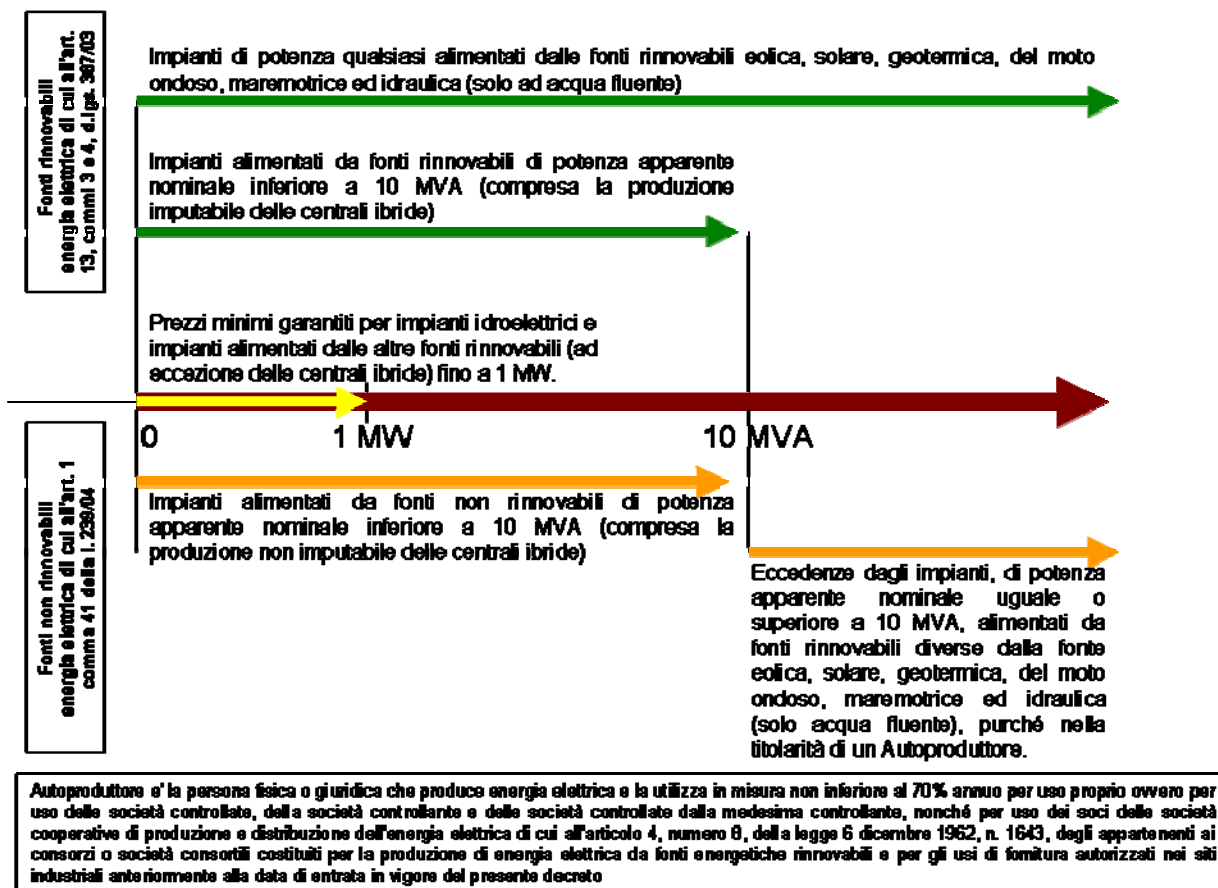 Fonti rinnovabili
energia elettrica di cui all'art.
13, commi 3 e 4, d.lgs. 387/03
Impianti di potenza qualsiasi alimentati dalle fonti rinnovabili eolica, solare, geotermica, del moto
ondoso, maremotrice ed idraulica (solo ad acqua fluente)
Impianti alimentati da fonti rinnovabili di potenza apparente
nominale inferiore a 10 MVA (compresa la produzione
imputabile delle centrali ibride)
Prezzi minimi garantiti per impianti idroelettrici e
impianti alimentati dalle altre fonti rinnovabili (ad
eccezione delle centrali ibride) fino a 1 MW.
0 1 MW 10 MVA
Fonti non rinnovabili
energia elettrica di cui all'art. 1
comma 41 della l. 239/04
Impianti alimentati da fonti non rinnovabili di potenza
apparente nominale inferiore a 10 MVA (compresa la
produzione non imputabile delle centrali ibride)
Eccedenze dagli impianti, di potenza
apparente nominale uguale o
superiore a 10 MVA, alimentati da
fonti rinnovabili diverse dalla fonte
eolica, solare, geotermica, del moto
ondoso, maremotrice ed idraulica
(solo acqua fluente), purché nella
titolarità di un Autoproduttore.
Autoproduttore e' la persona fisica o giuridica che produce energia elettrica e la utilizza in misura non inferiore al 70% annuo per uso proprio ovvero per
uso delle società controllate, della società controllante e delle società controllate dalla medesima controllante, nonché per uso dei soci delle società
cooperative di produzione e distribuzione dell'energia elettrica di cui all'articolo 4, numero 8, della legge 6 dicembre 1962, n. 1643, degli appartenenti ai
consorzi o società consortili costituiti per la produzione di energia elettrica da fonti energetiche rinnovabili e per gli usi di fornitura autorizzati nei siti
industriali anteriormente alla data di entrata in vigore del presente decreto